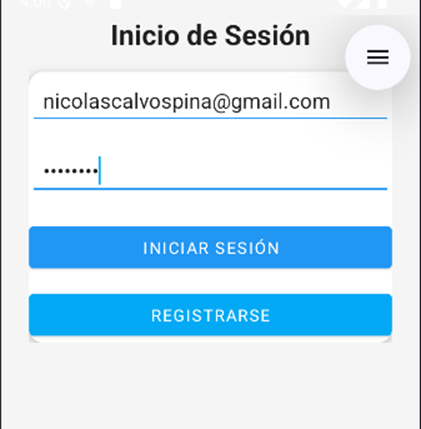 Inicio de Sesión
nicolascalvospina@gmail.com
••••••••
INICIAR SESIÓN
REGISTRARSE